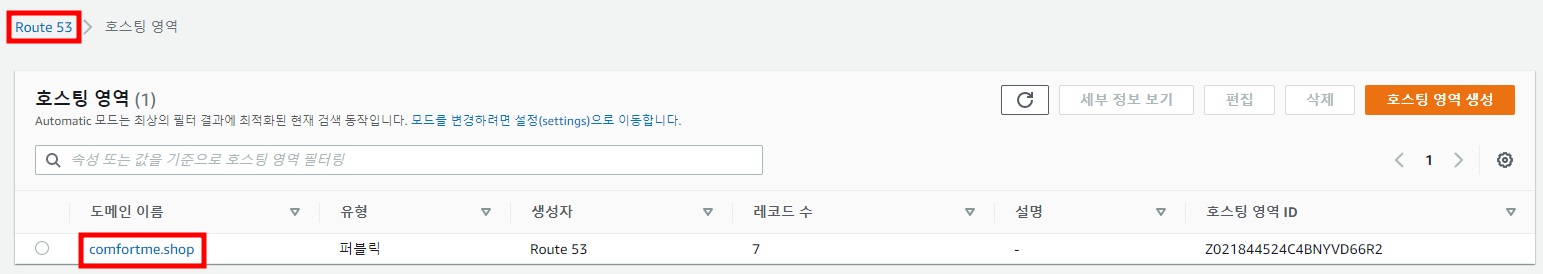 Route 53 > 호스팅 영역
호스팅 영역 (1)
세부 정보 보기 편집 삭제 호스팅 영역 생성
Automatic 모드는 최상의 필터 결과에 최적화된 현재 검색 동작입니다. 모드를 변경하려면 설정(settings)으로 이동합니다.
속성 또는 값을 기준으로 호스팅 영역 필터링
1
도메인 이름 유형 생성자 레코드 수 설명 호스팅 영역 ID
comfortme.shop 퍼블릭 Route 53 7 - Z021844524C4BNYVD66R2